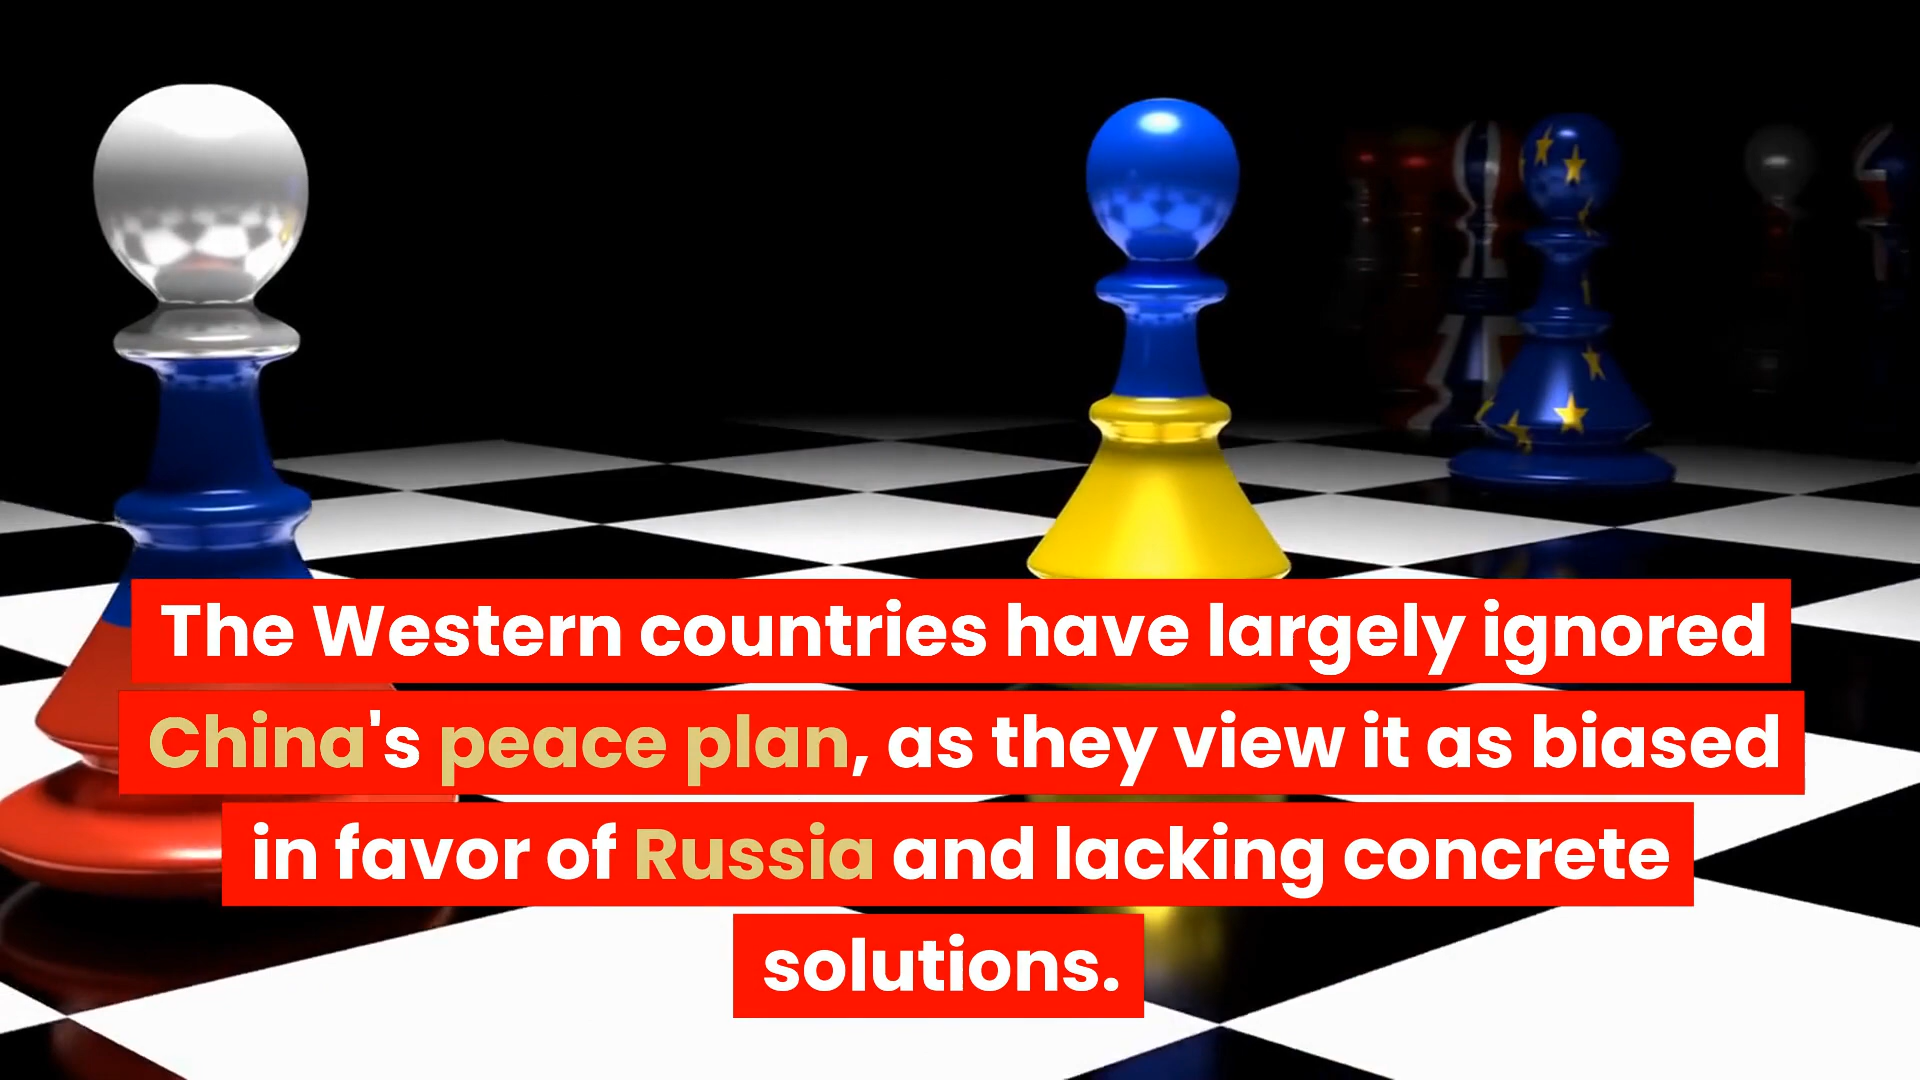 The Western countries have largely ignored
China's peace plan, as they view it as biased
in favor of Russia and lacking concrete
solutions.